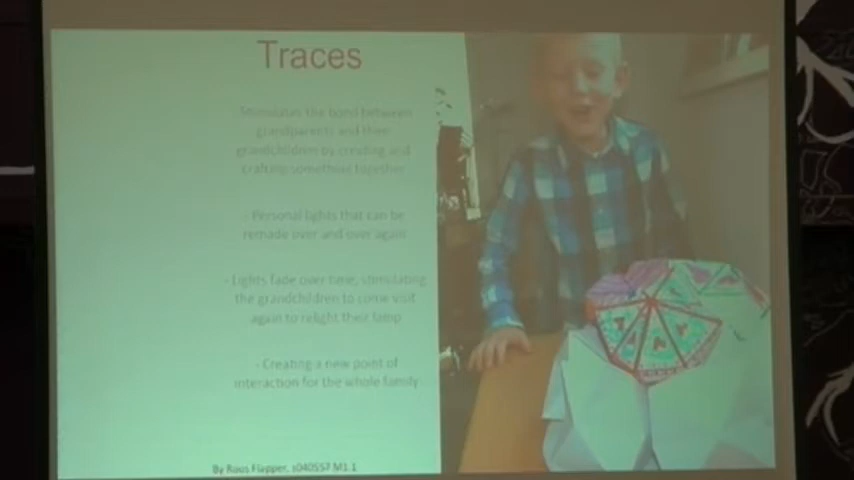 Traces
- Stimulates the bond between
grandparents and their
grandchildren by creating and
crafting something together
- Personal lights that can be
remade over and over again
- Lights fade over time, stimulating
the grandchildren to come visit
again to relight their lamp
- Creating a new point of
interaction for the whole family
By Roos Flapper, s040557 M1.1